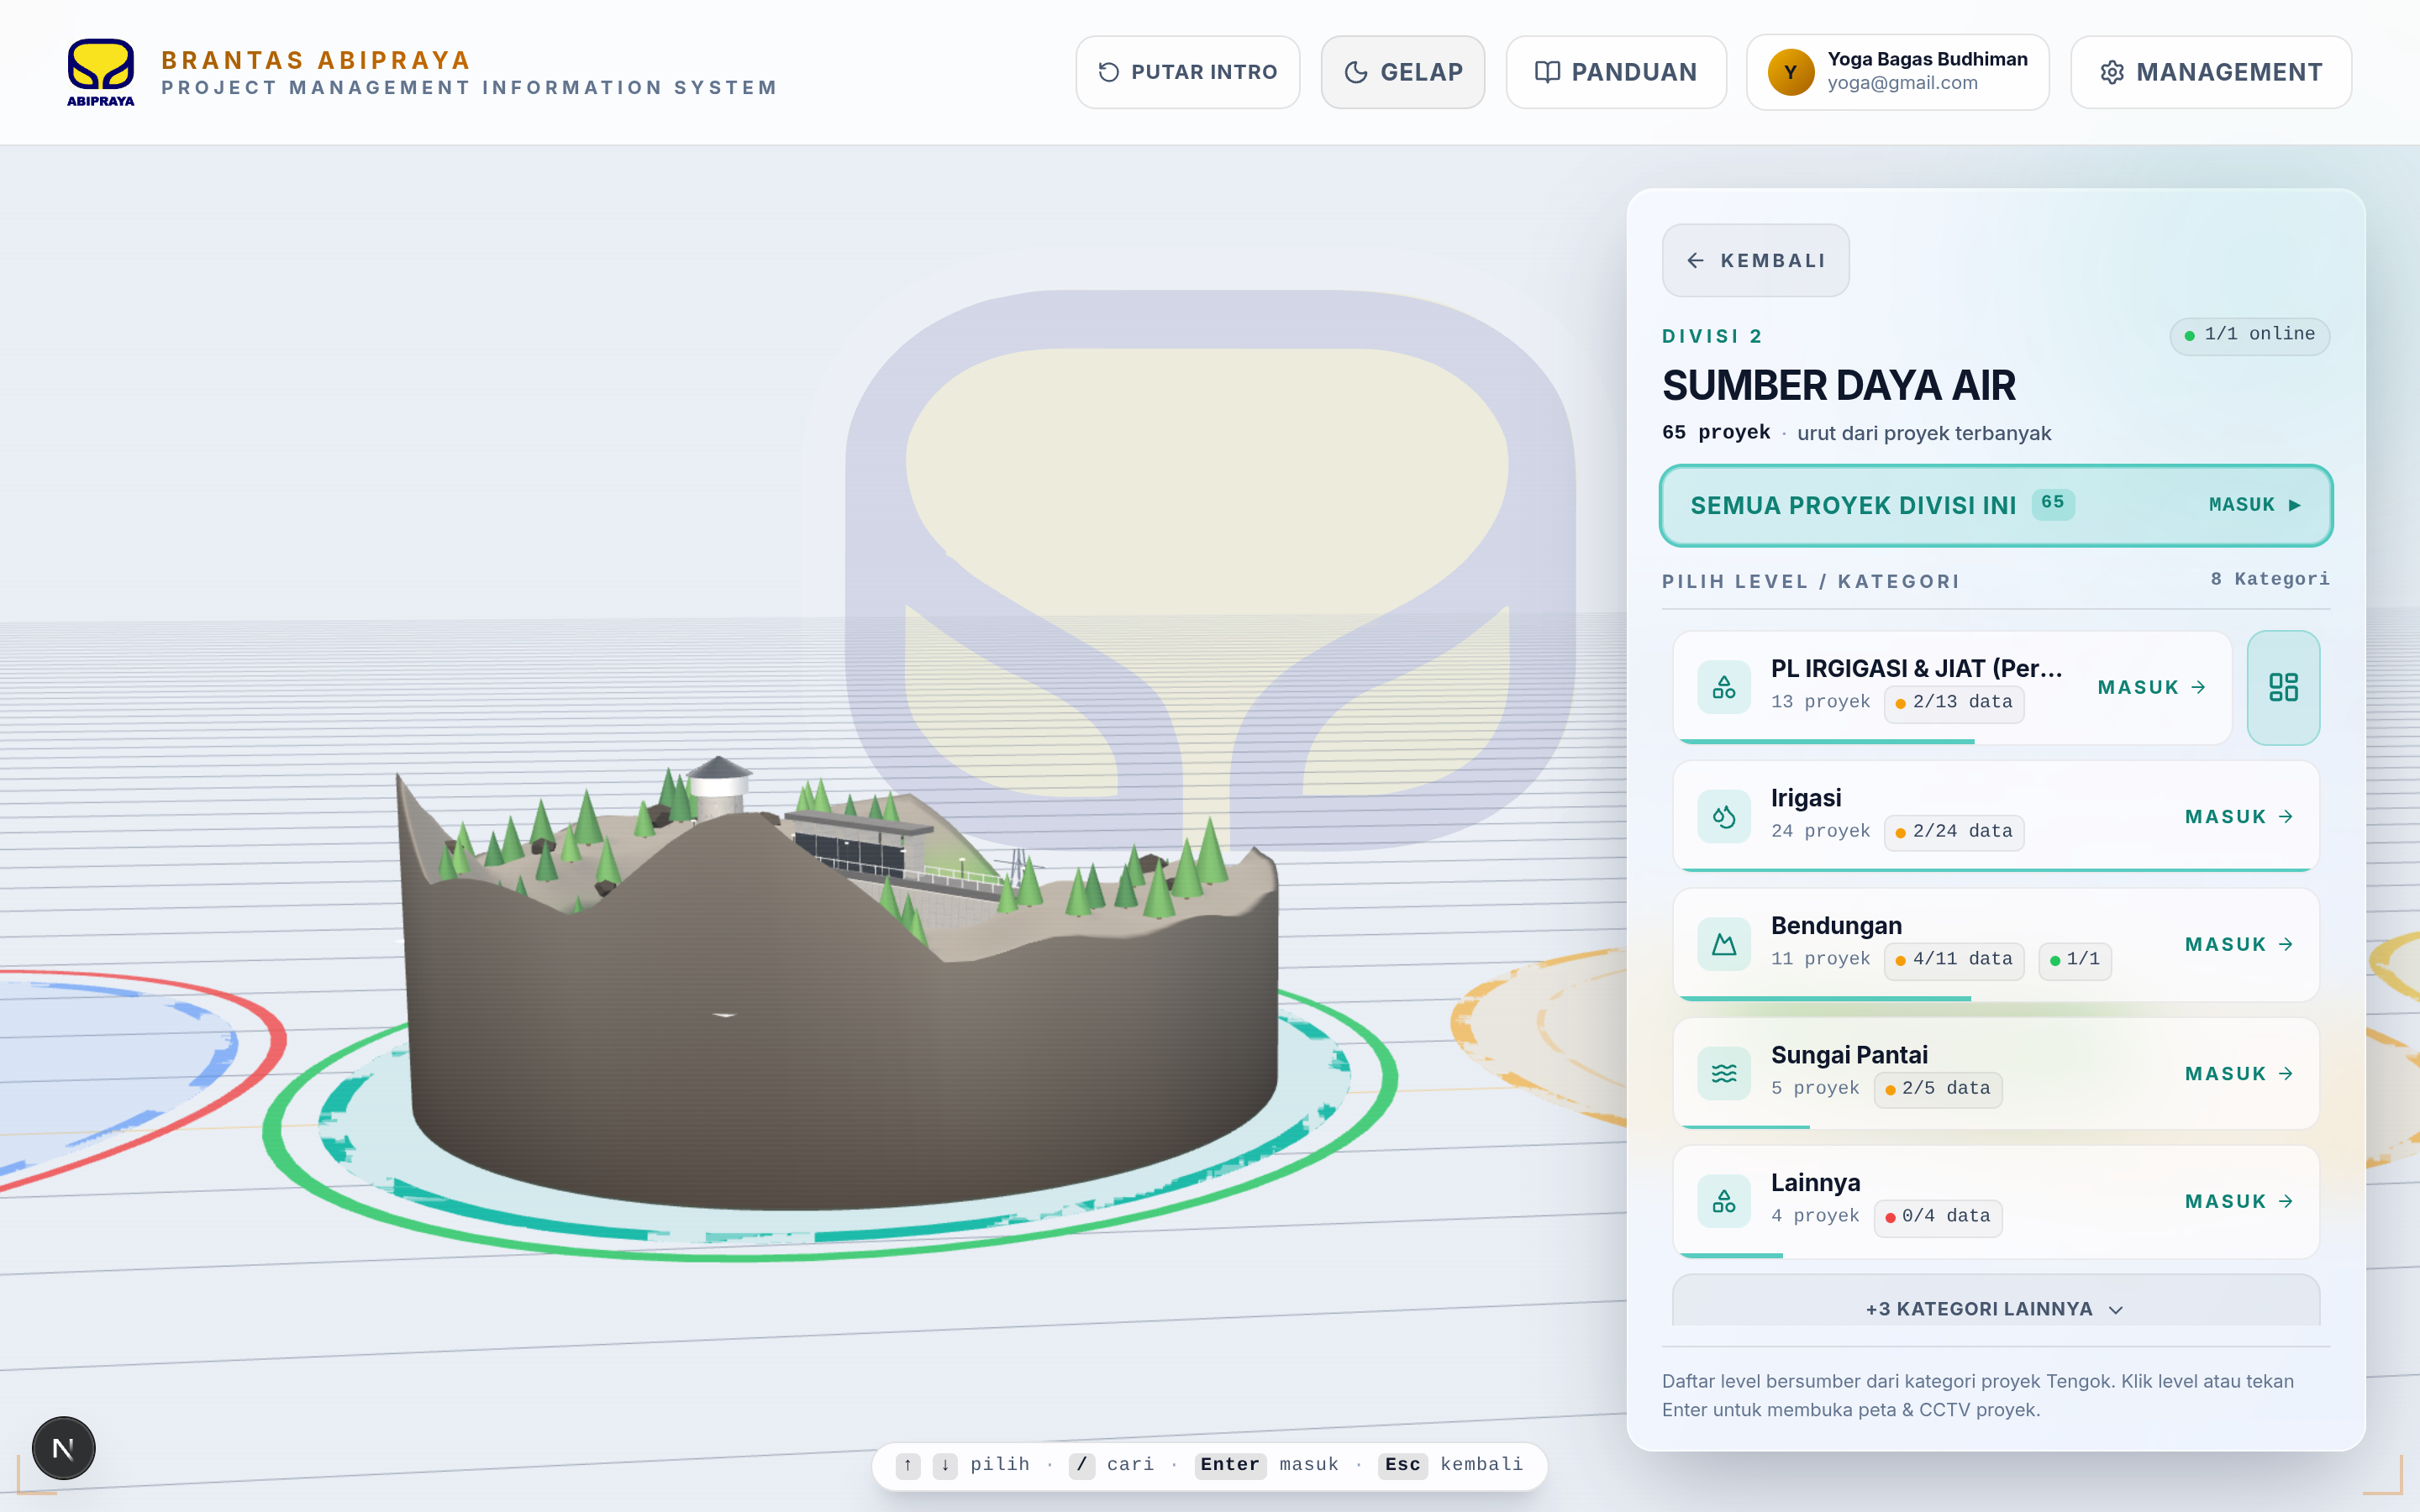 ABIPRAYA
BRANTAS ABIPRAYA
PROJECT MANAGEMENT INFORMATION SYSTEM
PUTAR INTRO
GELAP
PANDUAN
Y
Yoga Bagas Budhiman
yoga@gmail.com
MANAGEMENT
← KEMBALI
DIVISI 2
1/1 online
SUMBER DAYA AIR
65 proyek · urut dari proyek terbanyak
SEMUA PROYEK DIVISI INI 65 MASUK ▶
PILIH LEVEL / KATEGORI 8 Kategori
PL IRGIGASI & JIAT (Per...
13 proyek 2/13 data
MASUK →
Irigasi
24 proyek 2/24 data
MASUK →
Bendungan
11 proyek 4/11 data 1/1
MASUK →
Sungai Pantai
5 proyek 2/5 data
MASUK →
Lainnya
4 proyek 0/4 data
MASUK →
+3 KATEGORI LAINNYA
Daftar level bersumber dari kategori proyek Tengok. Klik level atau tekan
Enter untuk membuka peta & CCTV proyek.
N
↑ ↓ pilih · / cari · Enter masuk · Esc kembali